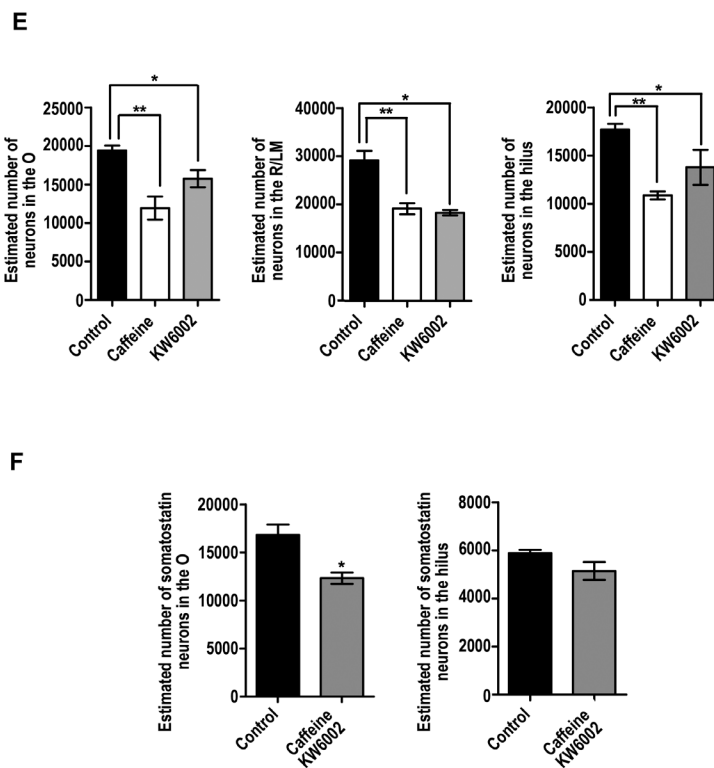 E
Estimated number of
neurons in the O
25000
20000
15000
10000
5000
0
*
**
Control
Caffeine
KW6002
Estimated number of
neurons in the R/LM
40000
30000
20000
10000
0
*
**
Control
Caffeine
KW6002
Estimated number of
neurons in the hilus
20000
15000
10000
5000
0
*
**
Control
Caffeine
KW6002
F
Estimated number of somatostatin
neurons in the O
20000
15000
10000
5000
0
*
Control
Caffeine
KW6002
Estimated number of somatostatin
neurons in the hilus
8000
6000
4000
2000
0
Control
Caffeine
KW6002